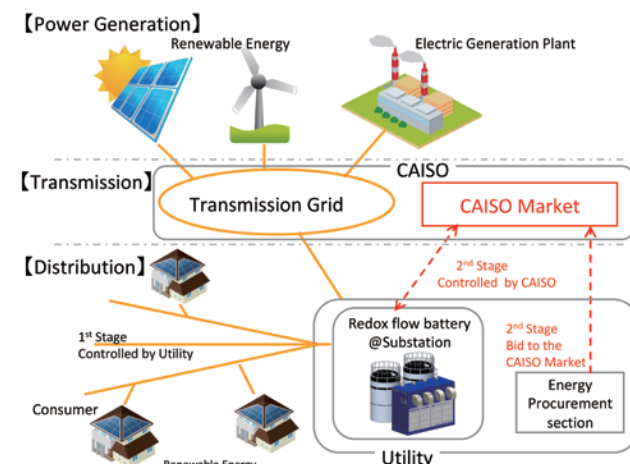 【Power Generation】
Renewable Energy
Electric Generation Plant
【Transmission】
CAISO
Transmission Grid
CAISO Market
【Distribution】
2nd Stage
Controlled by CAISO
1st Stage
Controlled by Utility
Redox flow battery
@Substation
2nd Stage
Bid to the
CAISO Market
Energy
Procurement
section
Consumer
Renewable Energy
Utility